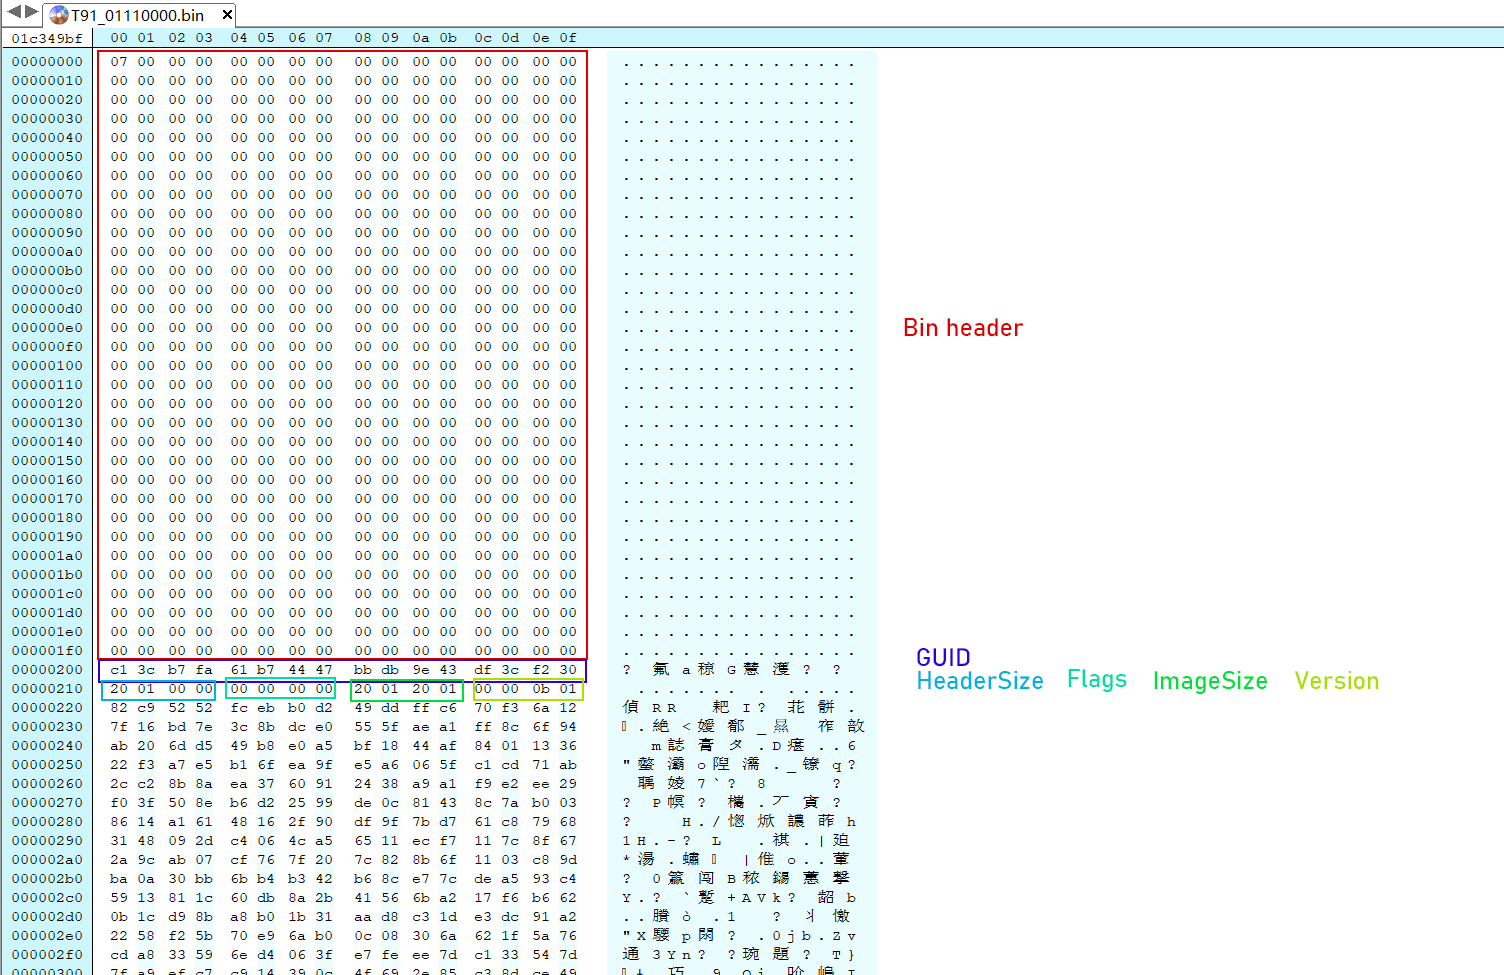 T91_01110000.bin ×
01c349bf 00 01 02 03 04 05 06 07 08 09 0a 0b 0c 0d 0e 0f
00000000 07 00 00 00 00 00 00 00 00 00 00 00 00 00 00 00 ................
00000010 00 00 00 00 00 00 00 00 00 00 00 00 00 00 00 00 ................
00000020 00 00 00 00 00 00 00 00 00 00 00 00 00 00 00 00 ................
00000030 00 00 00 00 00 00 00 00 00 00 00 00 00 00 00 00 ................
00000040 00 00 00 00 00 00 00 00 00 00 00 00 00 00 00 00 ................
00000050 00 00 00 00 00 00 00 00 00 00 00 00 00 00 00 00 ................
00000060 00 00 00 00 00 00 00 00 00 00 00 00 00 00 00 00 ................
00000070 00 00 00 00 00 00 00 00 00 00 00 00 00 00 00 00 ................
00000080 00 00 00 00 00 00 00 00 00 00 00 00 00 00 00 00 ................
00000090 00 00 00 00 00 00 00 00 00 00 00 00 00 00 00 00 ................
000000a0 00 00 00 00 00 00 00 00 00 00 00 00 00 00 00 00 ................
000000b0 00 00 00 00 00 00 00 00 00 00 00 00 00 00 00 00 ................
000000c0 00 00 00 00 00 00 00 00 00 00 00 00 00 00 00 00 ................
000000d0 00 00 00 00 00 00 00 00 00 00 00 00 00 00 00 00 ................
000000e0 00 00 00 00 00 00 00 00 00 00 00 00 00 00 00 00 ................
Bin header
000000f0 00 00 00 00 00 00 00 00 00 00 00 00 00 00 00 00 ................
00000100 00 00 00 00 00 00 00 00 00 00 00 00 00 00 00 00 ................
00000110 00 00 00 00 00 00 00 00 00 00 00 00 00 00 00 00 ................
00000120 00 00 00 00 00 00 00 00 00 00 00 00 00 00 00 00 ................
00000130 00 00 00 00 00 00 00 00 00 00 00 00 00 00 00 00 ................
00000140 00 00 00 00 00 00 00 00 00 00 00 00 00 00 00 00 ................
00000150 00 00 00 00 00 00 00 00 00 00 00 00 00 00 00 00 ................
00000160 00 00 00 00 00 00 00 00 00 00 00 00 00 00 00 00 ................
00000170 00 00 00 00 00 00 00 00 00 00 00 00 00 00 00 00 ................
00000180 00 00 00 00 00 00 00 00 00 00 00 00 00 00 00 00 ................
00000190 00 00 00 00 00 00 00 00 00 00 00 00 00 00 00 00 ................
000001a0 00 00 00 00 00 00 00 00 00 00 00 00 00 00 00 00 ................
000001b0 00 00 00 00 00 00 00 00 00 00 00 00 00 00 00 00 ................
000001c0 00 00 00 00 00 00 00 00 00 00 00 00 00 00 00 00 ................
000001d0 00 00 00 00 00 00 00 00 00 00 00 00 00 00 00 00 ................
000001e0 00 00 00 00 00 00 00 00 00 00 00 00 00 00 00 00 ................
000001f0 00 00 00 00 00 00 00 00 00 00 00 00 00 00 00 00 ................
00000200 c1 3c b7 fa 61 b7 44 47 bb db 9e 43 df 3c f2 30
GUID
00000210 20 01 00 00 00 00 00 00 20 01 20 01 00 00 0b 01
HeaderSize Flags ImageSize Version
00000220 82 c9 52 52 fc eb b0 d2 49 dd ff c6 70 f3 6a 12
00000230 7f 16 bd 7e 3c 8b dc e0 55 5f ae a1 ff 8c 6f 94
00000240 ab 20 6d d5 49 b8 e0 a5 bf 18 44 af 84 01 13 36
00000250 22 f3 a7 e5 b1 6f ea 9f e5 a6 06 5f c1 cd 71 ab
00000260 2c c2 8b 8a ea 37 60 91 24 38 a9 a1 f9 e2 ee 29
00000270 f0 3f 50 8e b6 d2 25 99 de 0c 81 43 8c 7a b0 03
00000280 86 14 a1 61 48 16 2f 90 df 9f 7b d7 61 c8 79 68
00000290 31 48 09 2d c4 06 4c a5 65 11 ec f7 11 7c 8f 67
000002a0 2a 9c ab 07 cf 76 7f 20 7c 82 8b 6f 11 03 c8 9d
000002b0 ba 0a 30 bb 6b b4 b3 42 b6 8c e7 7c de a5 93 c4
000002c0 59 13 81 1c 60 db 8a 2b 41 56 6b a2 17 f6 b6 62
000002d0 0b 1c d9 8b a8 b0 1b 31 aa d8 c3 1d e3 dc 91 a2
000002e0 22 58 f2 5b 70 e9 6a b0 0c 08 30 6a 62 1f 5a 76
000002f0 cd a8 33 59 6e d4 06 3f e7 fe ee 7d c1 33 54 7d
00000300 7f a9 ef c7 c9 14 39 0c 4f 69 2e 85 c3 8d ce 49